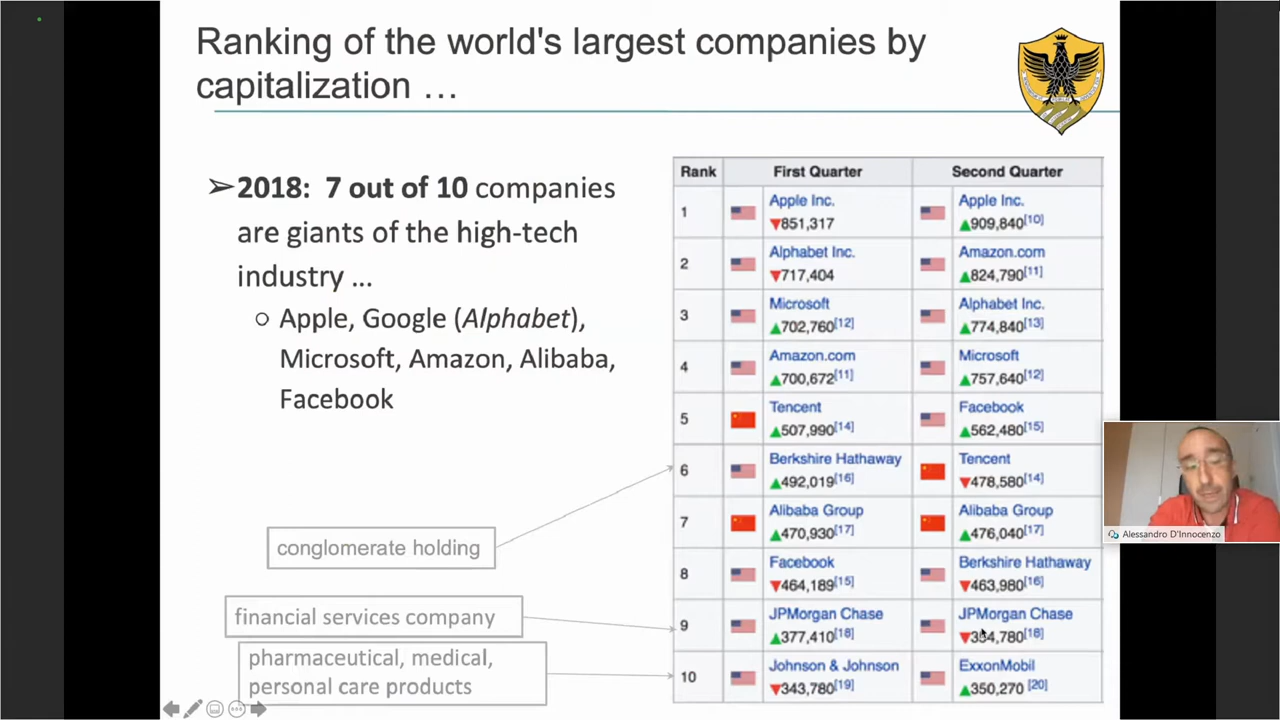 Ranking of the world's largest companies by
capitalization …
➢2018: 7 out of 10 companies
are giants of the high-tech
industry …
○ Apple, Google (Alphabet),
Microsoft, Amazon, Alibaba,
Facebook
conglomerate holding
financial services company
pharmaceutical, medical,
personal care products
Rank First Quarter Second Quarter
1 Apple Inc. Apple Inc.
▼851,317 ▲909,840[10]
2 Alphabet Inc. Amazon.com
▼717,404 ▲824,790[11]
3 Microsoft Alphabet Inc.
▲702,760[12] ▲774,840[13]
4 Amazon.com Microsoft
▲700,672[11] ▲757,640[12]
5 Tencent Facebook
▲507,990[14] ▲562,480[15]
6 Berkshire Hathaway Tencent
▲492,019[16] ▼478,580[14]
7 Alibaba Group Alibaba Group
▲470,930[17] ▲476,040[17]
8 Facebook Berkshire Hathaway
▼464,189[15] ▼463,980[16]
9 JPMorgan Chase JPMorgan Chase
▲377,410[18] ▼354,780[18]
10 Johnson & Johnson ExxonMobil
▼343,780[19] ▲350,270 [20]
Alessandro D'Innocenzo